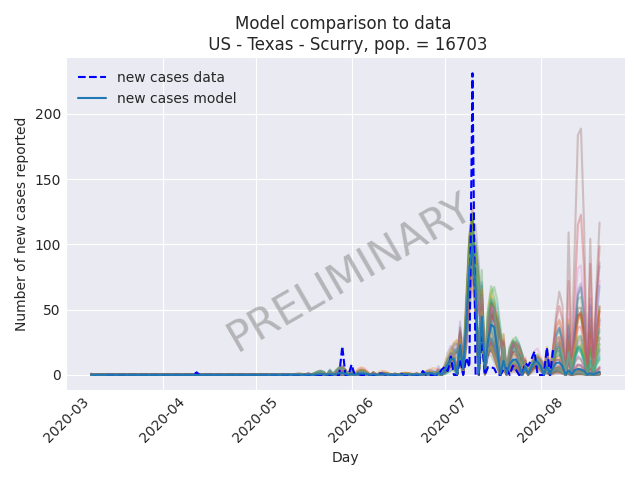 Model comparison to data
US - Texas - Scurry, pop. = 16703
new cases data
new cases model
PRELIMINARY
Number of new cases reported
200
150
100
50
0
2020-03
2020-04
2020-05
2020-06
2020-07
2020-08
Day